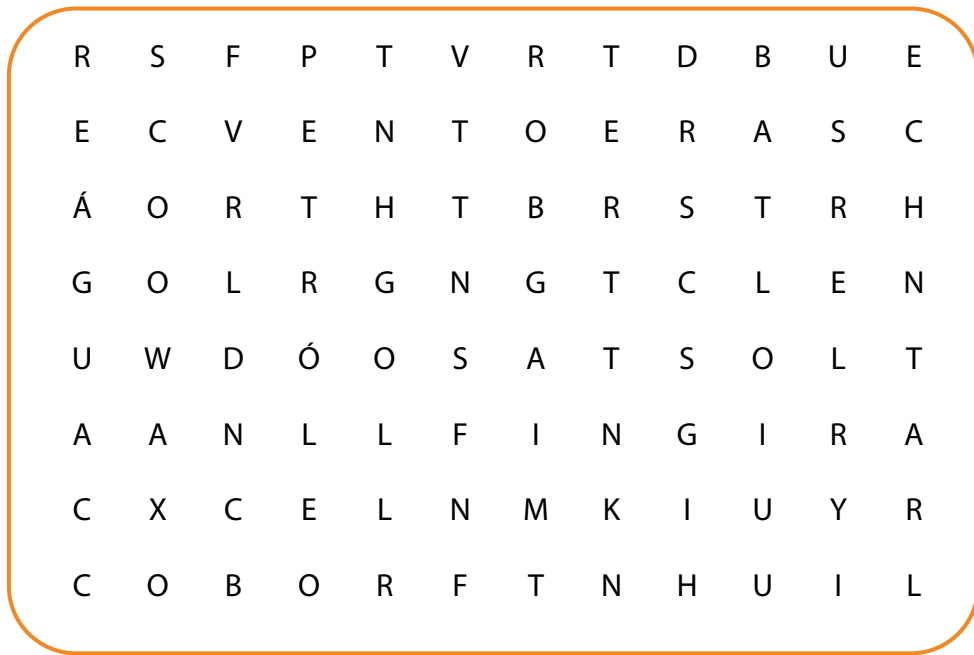 R S F P T V R T D B U E
E C V E N T O E R A S C
Á O R T H T B R S T R H
G O L R G N G T C L E N
U W D Ó O S A T S O L T
A A N L L F I N G I R A
C X C E L N M K I U Y R
C O B O R F T N H U I L